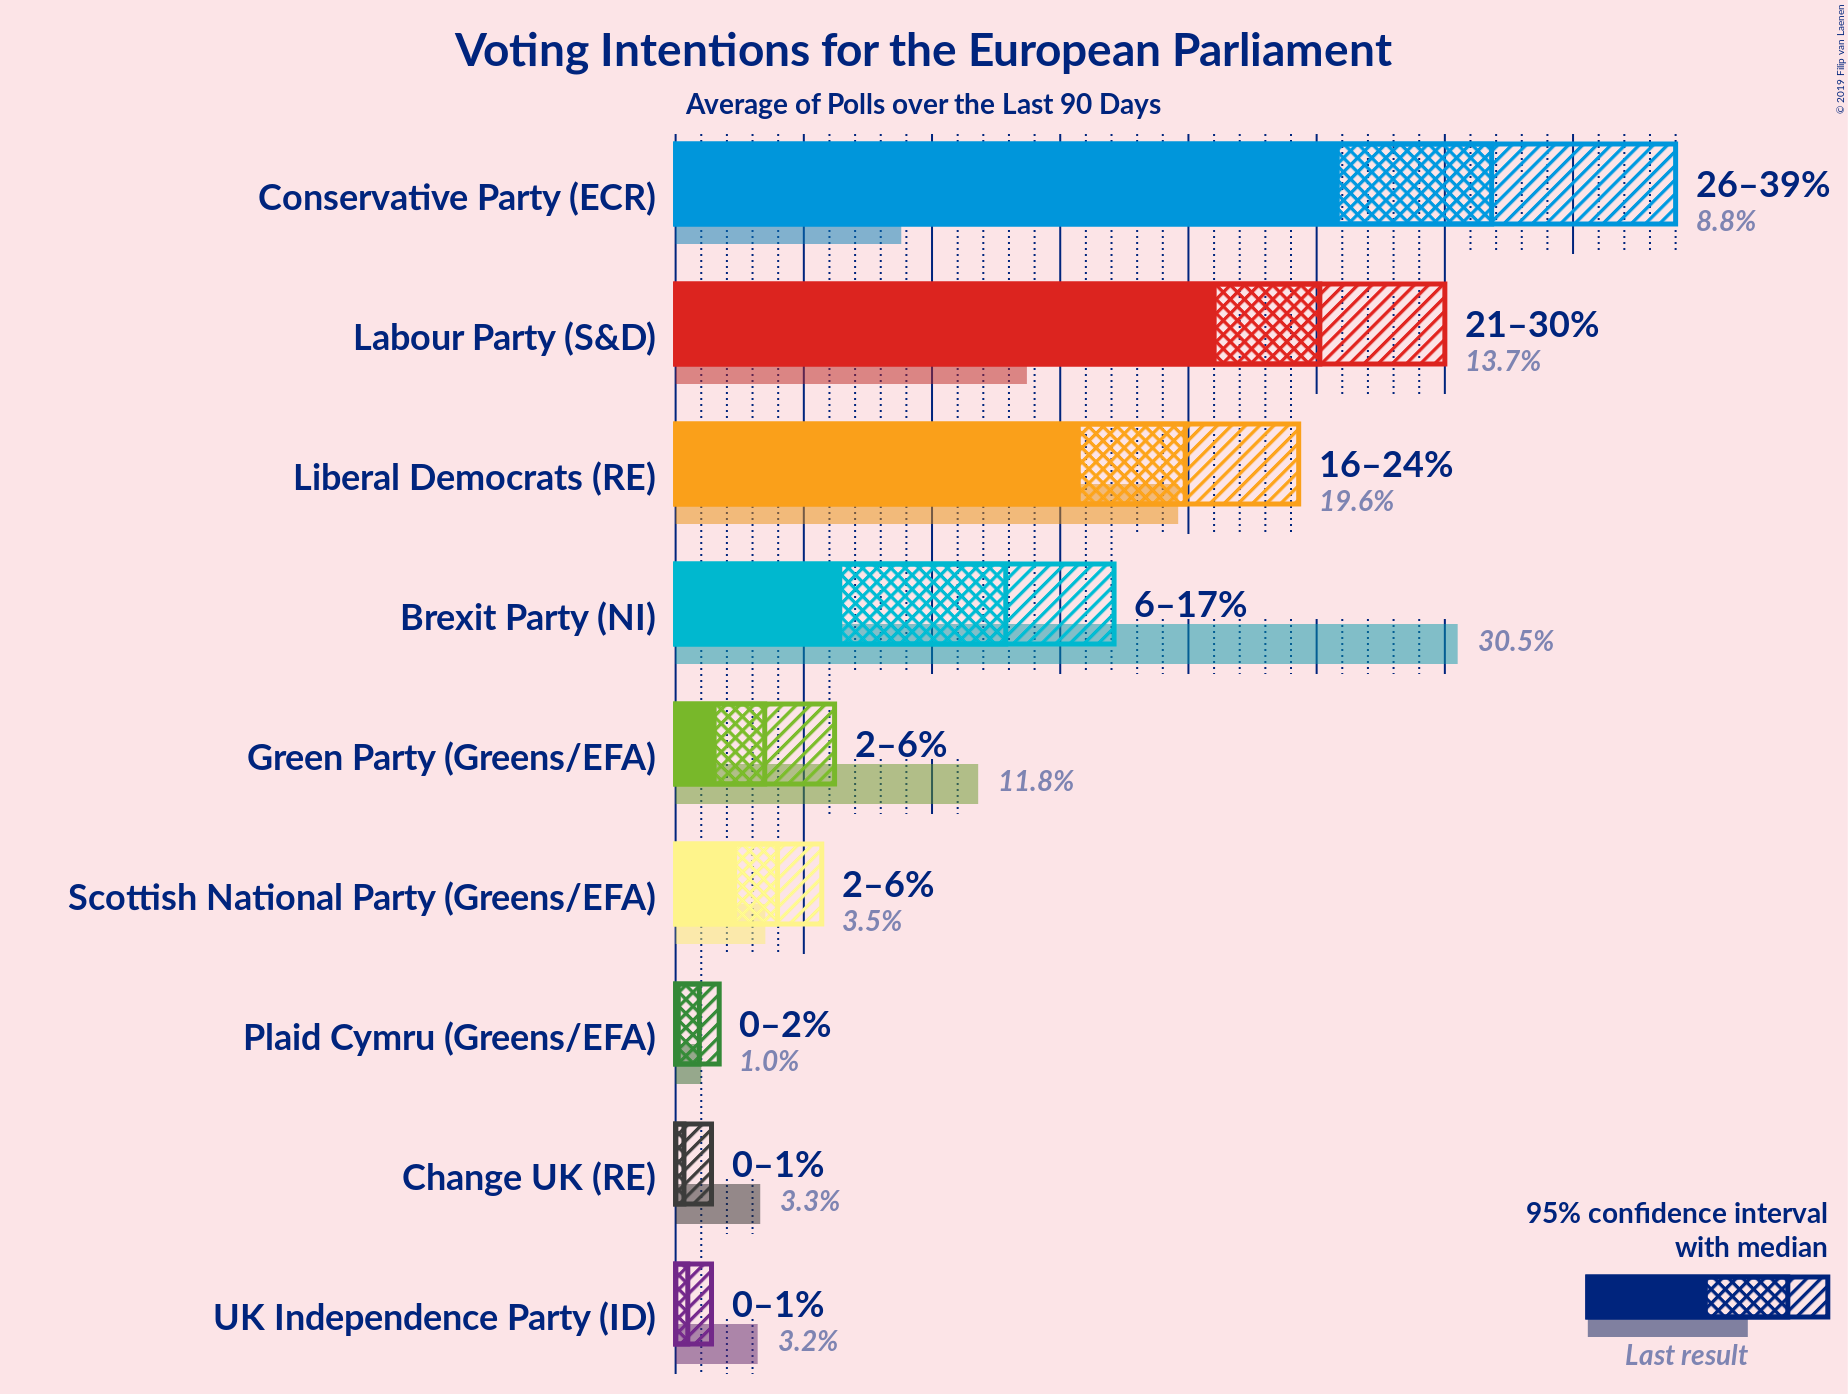 © 2019 Filip van Laenen
Voting Intentions for the European Parliament
Average of Polls over the Last 90 Days
Conservative Party (ECR)
26–39%
8.8%
Labour Party (S&D)
21–30%
13.7%
Liberal Democrats (RE)
16–24%
19.6%
Brexit Party (NI)
6–17%
30.5%
Green Party (Greens/EFA)
2–6%
11.8%
Scottish National Party (Greens/EFA)
2–6%
3.5%
Plaid Cymru (Greens/EFA)
0–2%
1.0%
Change UK (RE)
0–1%
3.3%
UK Independence Party (ID)
0–1%
3.2%
95% confidence interval
with median
Last result